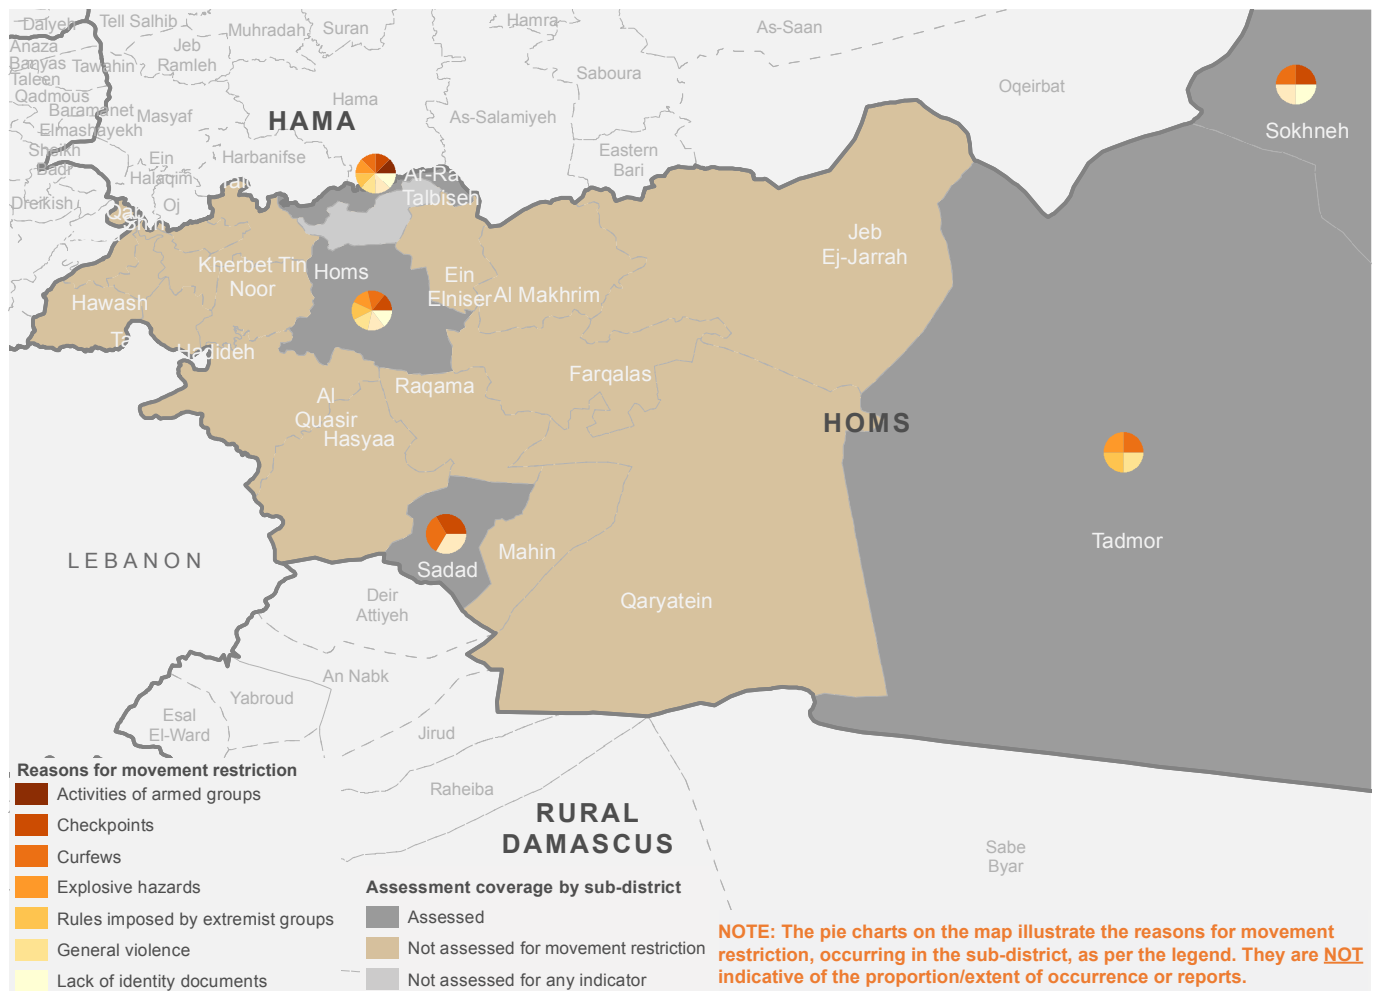 Dalyeh
Tell Salhib
Muhradah
Suran
Hamra
As-Saan
Anaza
Banyas
Taleen
Qadmous
Tawahin
Jeb
Ramleh
Saboura
Oqeirbat
Baramanet
Elmashayekh
Masyaf
Hama
HAMA
As-Salamiyeh
Sokhneh
Sheikh
Badr
Ein
Halaqim
Harbanifse
Eastern
Bari
Dreikish
Oj
Ar-Ra
Talbiseh
Qab
Shin
Jeb
Ej-Jarrah
Kherbet Tin
Noor
Homs
Ein
Elniser
Al Makhrim
Hawash
Ta
Hadideh
Farqalas
Raqama
Al
Quasir
Hasyaa
HOMS
LEBANON
Sadad
Mahin
Tadmor
Qaryatein
Deir
Attiyeh
An Nabk
Yabroud
Esal
El-Ward
Jirud
Raheiba
RURAL
DAMASCUS
Sabe
Byar
Reasons for movement restriction
Activities of armed groups
Checkpoints
Curfews
Explosive hazards
Rules imposed by extremist groups
General violence
Lack of identity documents
Assessment coverage by sub-district
Assessed
Not assessed for movement restriction
Not assessed for any indicator
NOTE: The pie charts on the map illustrate the reasons for movement
restriction, occurring in the sub-district, as per the legend. They are NOT
indicative of the proportion/extent of occurrence or reports.